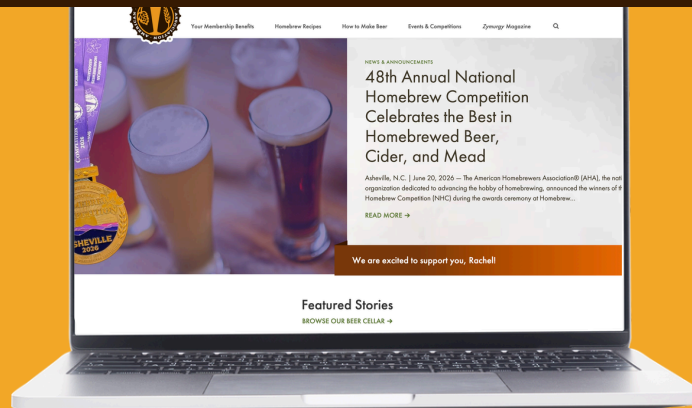 Your Membership Benefits
Homebrew Recipes
How to Make Beer
Events & Competitions
Zymurgy Magazine
NEWS & ANNOUNCEMENTS
48th Annual National
Homebrew Competition
Celebrates the Best in
Homebrewed Beer,
Cider, and Mead
Asheville, N.C. | June 20, 2026 — The American Homebrewers Association® (AHA), the nati
organization dedicated to advancing the hobby of homebrewing, announced the winners of th
Homebrew Competition (NHC) during the awards ceremony at Homebrew...
READ MORE →
SHEVILLE
2026
We are excited to support you, Rachel!
Featured Stories
BROWSE OUR BEER CELLAR →